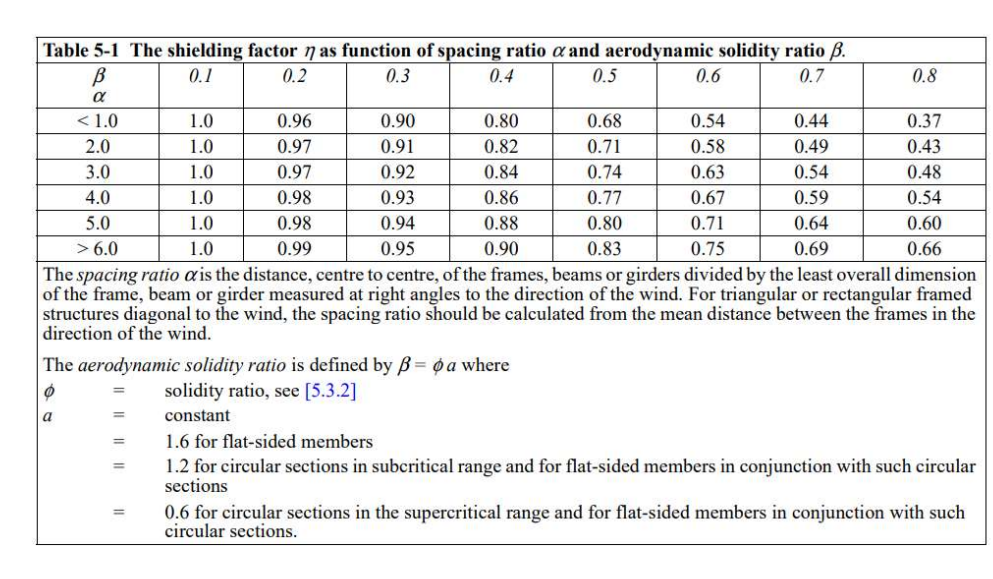 Table 5-1 The shielding factor η as function of spacing ratio α and aerodynamic solidity ratio β.
β 0.1 0.2 0.3 0.4 0.5 0.6 0.7 0.8
α
< 1.0 1.0 0.96 0.90 0.80 0.68 0.54 0.44 0.37
2.0 1.0 0.97 0.91 0.82 0.71 0.58 0.49 0.43
3.0 1.0 0.97 0.92 0.84 0.74 0.63 0.54 0.48
4.0 1.0 0.98 0.93 0.86 0.77 0.67 0.59 0.54
5.0 1.0 0.98 0.94 0.88 0.80 0.71 0.64 0.60
> 6.0 1.0 0.99 0.95 0.90 0.83 0.75 0.69 0.66
The spacing ratio α is the distance, centre to centre, of the frames, beams or girders divided by the least overall dimension
of the frame, beam or girder measured at right angles to the direction of the wind. For triangular or rectangular framed
structures diagonal to the wind, the spacing ratio should be calculated from the mean distance between the frames in the
direction of the wind.
The aerodynamic solidity ratio is defined by β = ϕ a where
ϕ = solidity ratio, see [5.3.2]
a = constant
= 1.6 for flat-sided members
= 1.2 for circular sections in subcritical range and for flat-sided members in conjunction with such circular
sections
= 0.6 for circular sections in the supercritical range and for flat-sided members in conjunction with such
circular sections.